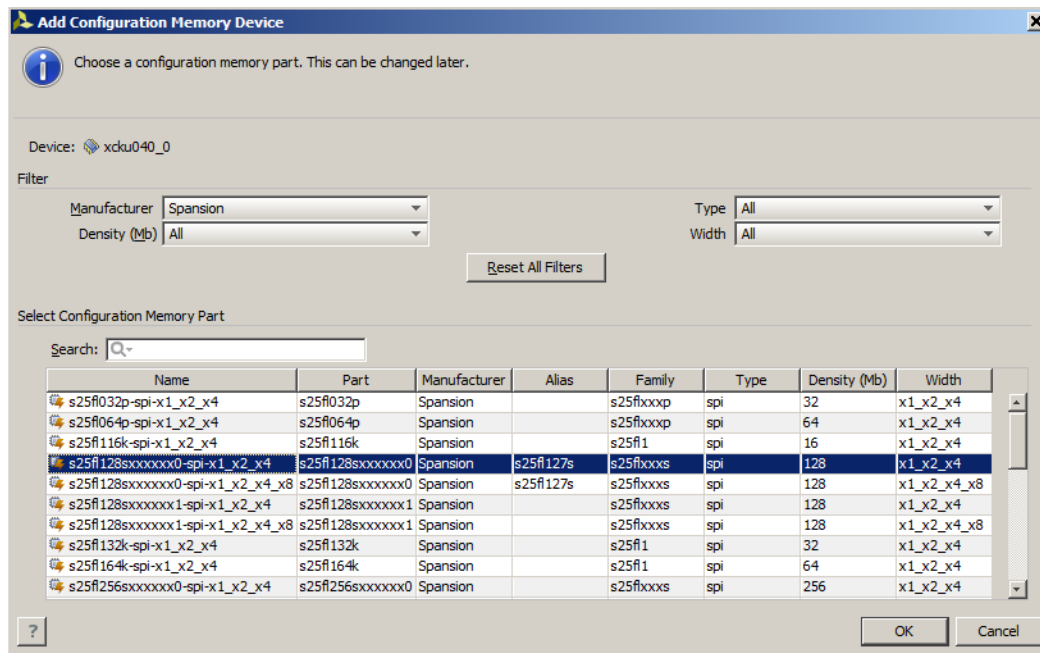 Add Configuration Memory Device
Choose a configuration memory part. This can be changed later.
Device: xcku040_0
Filter
Manufacturer Spansion Type All
Density (Mb) All Width All
Reset All Filters
Select Configuration Memory Part
Search:
Name Part Manufacturer Alias Family Type Density (Mb) Width
s25fl032p-spi-x1_x2_x4 s25fl032p Spansion s25flxxxp spi 32 x1_x2_x4
s25fl064p-spi-x1_x2_x4 s25fl064p Spansion s25flxxxp spi 64 x1_x2_x4
s25fl116k-spi-x1_x2_x4 s25fl116k Spansion s25fl1 spi 16 x1_x2_x4
s25fl128sxxxxxx0-spi-x1_x2_x4 s25fl128sxxxxxx0 Spansion s25fl127s s25flxxxs spi 128 x1_x2_x4
s25fl128sxxxxxx0-spi-x1_x2_x4_x8 s25fl128sxxxxxx0 Spansion s25fl127s s25flxxxs spi 128 x1_x2_x4_x8
s25fl128sxxxxxx1-spi-x1_x2_x4 s25fl128sxxxxxx1 Spansion s25flxxxs spi 128 x1_x2_x4
s25fl128sxxxxxx1-spi-x1_x2_x4_x8 s25fl128sxxxxxx1 Spansion s25flxxxs spi 128 x1_x2_x4_x8
s25fl132k-spi-x1_x2_x4 s25fl132k Spansion s25fl1 spi 32 x1_x2_x4
s25fl164k-spi-x1_x2_x4 s25fl164k Spansion s25fl1 spi 64 x1_x2_x4
s25fl256sxxxxxx0-spi-x1_x2_x4 s25fl256sxxxxxx0 Spansion s25flxxxs spi 256 x1_x2_x4
? OK Cancel